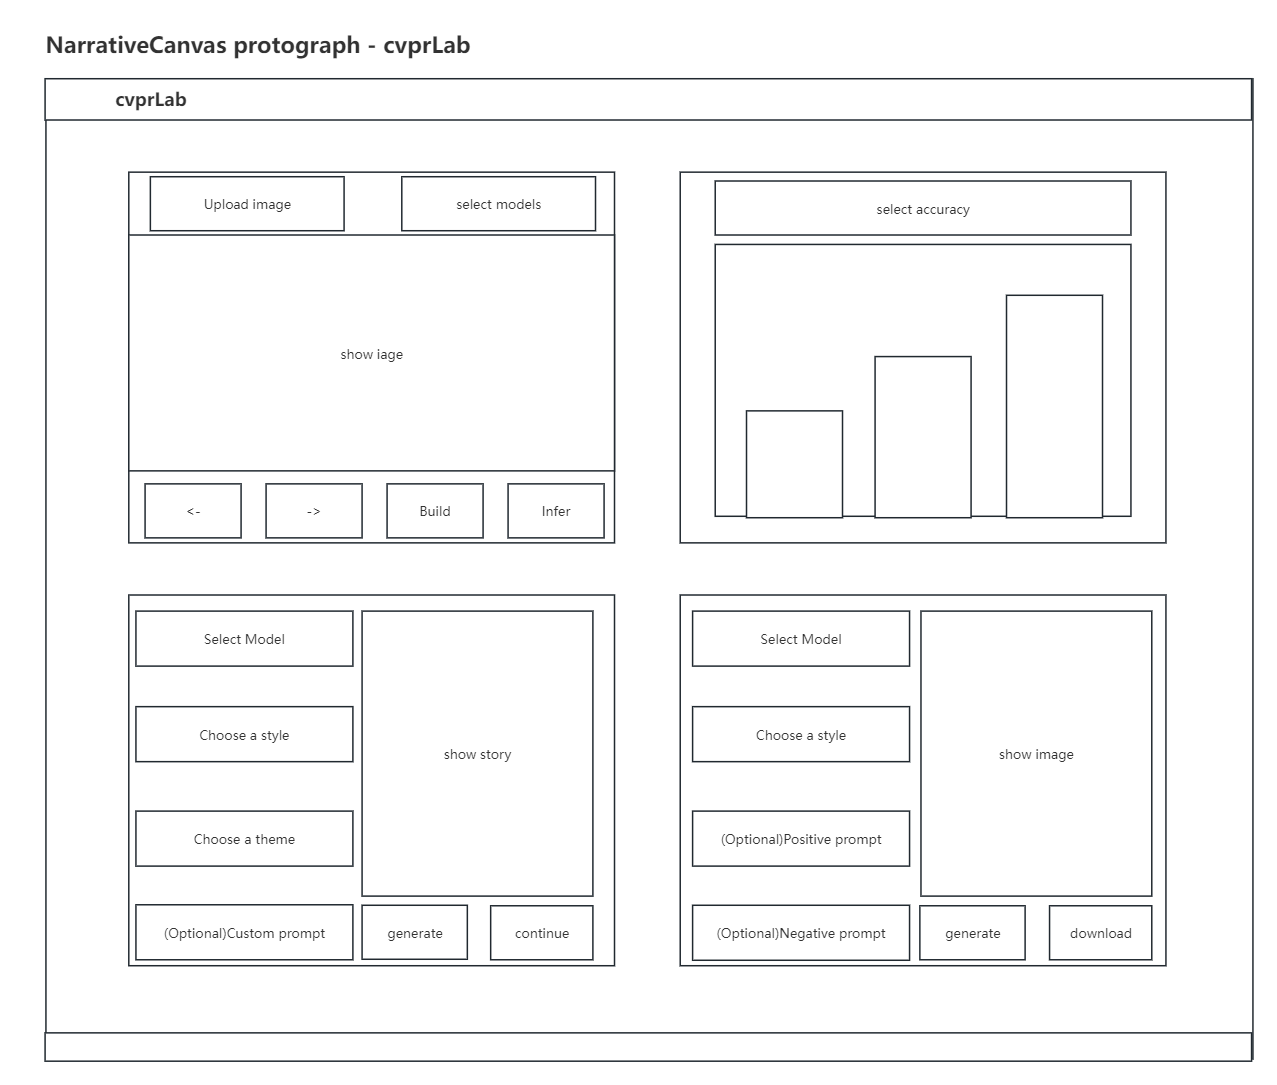 NarrativeCanvas protograph - cvprLab
cvprLab
Upload image
select models
show iage
<-
->
Build
Infer
select accuracy
Select Model
Choose a style
Choose a theme
(Optional)Custom prompt
show story
generate
continue
Select Model
Choose a style
(Optional)Positive prompt
(Optional)Negative prompt
show image
generate
download